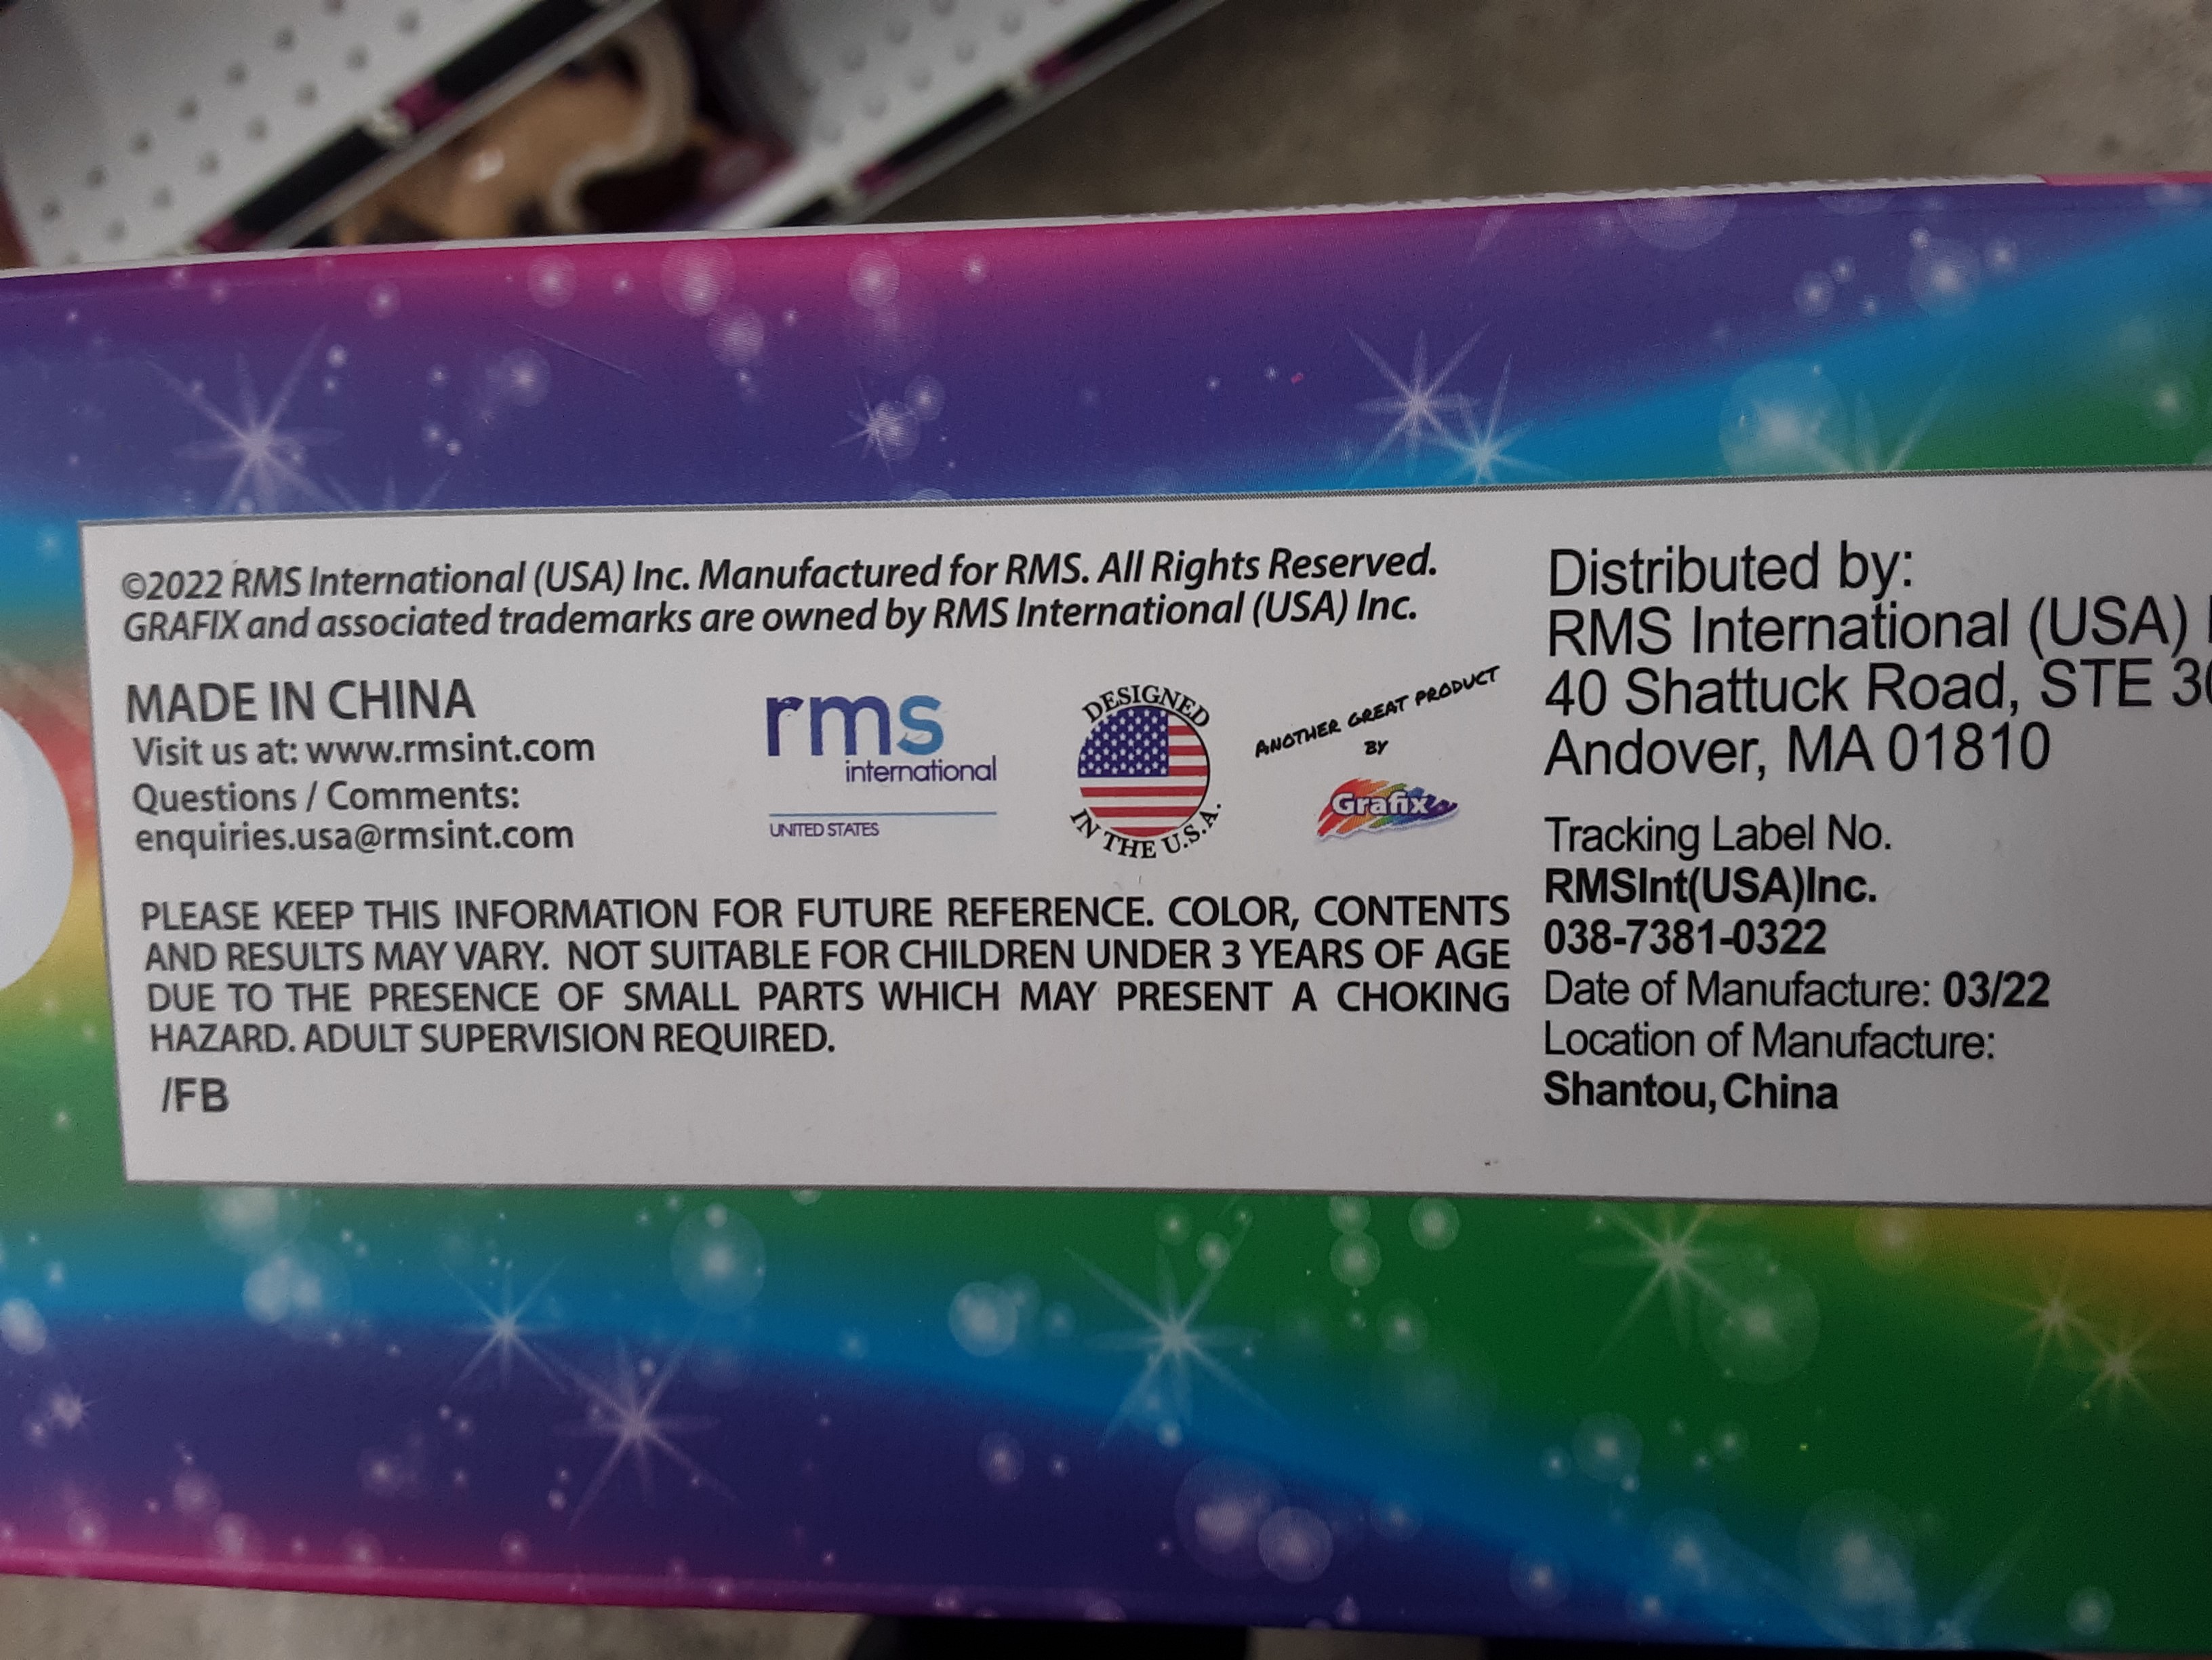 ©2022 RMS International (USA) Inc. Manufactured for RMS. All Rights Reserved.
GRAFIX and associated trademarks are owned by RMS International (USA) Inc.
MADE IN CHINA
Visit us at: www.rmsint.com
Questions / Comments:
enquiries.usa@rmsint.com
rms
international
UNITED STATES
DESIGNED
IN THE U.S.A.
ANOTHER GREAT PRODUCT
BY
Grafix
PLEASE KEEP THIS INFORMATION FOR FUTURE REFERENCE. COLOR, CONTENTS
AND RESULTS MAY VARY. NOT SUITABLE FOR CHILDREN UNDER 3 YEARS OF AGE
DUE TO THE PRESENCE OF SMALL PARTS WHICH MAY PRESENT A CHOKING
HAZARD. ADULT SUPERVISION REQUIRED.
/FB
Distributed by:
RMS International (USA)
40 Shattuck Road, STE
Andover, MA 01810
Tracking Label No.
RMSInt(USA)Inc.
038-7381-0322
Date of Manufacture: 03/22
Location of Manufacture:
Shantou, China